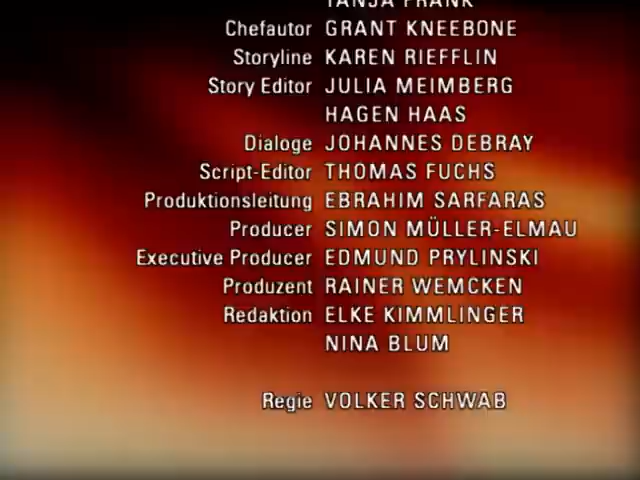 TANJA FRANK
Chefautor GRANT KNEEBONE
Storyline KAREN RIEFFLIN
Story Editor JULIA MEIMBERG
HAGEN HAAS
Dialoge JOHANNES DEBRAY
Script-Editor THOMAS FUCHS
Produktionsleitung EBRAHIM SARFARAS
Producer SIMON MÜLLER-ELMAU
Executive Producer EDMUND PRYLINSKI
Produzent RAINER WEMCKEN
Redaktion ELKE KIMMLINGER
NINA BLUM
Regie VOLKER SCHWAB